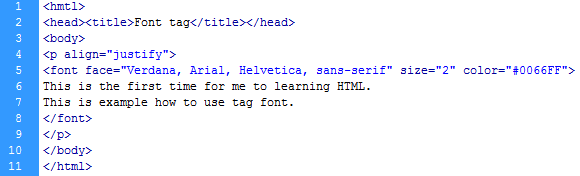 1 <hmtl>
2 <head><title>Font tag</title></head>
3 <body>
4 <p align="justify">
5 <font face="Verdana, Arial, Helvetica, sans-serif" size="2" color="#0066FF">
6 This is the first time for me to learning HTML.
7 This is example how to use tag font.
8 </font>
9 </p>
10 </body>
11 </html>